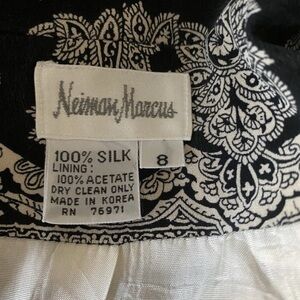 Neiman Marcus
100% SILK
LINING:
100% ACETATE
DRY CLEAN ONLY
MADE IN KOREA
RN 76971
8